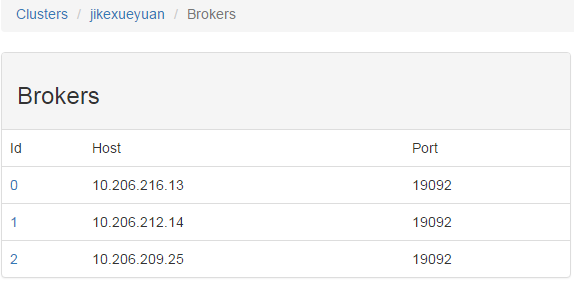 Clusters / jikexueyuan / Brokers
Brokers
Id Host Port
0 10.206.216.13 19092
1 10.206.212.14 19092
2 10.206.209.25 19092